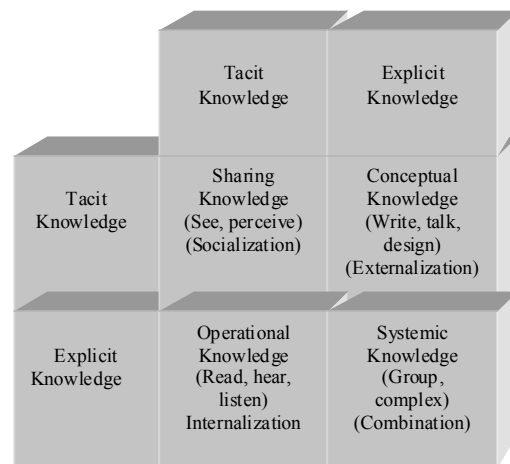 Tacit
Knowledge
Explicit
Knowledge
Tacit
Knowledge
Sharing
Knowledge
(See, perceive)
(Socialization)
Conceptual
Knowledge
(Write, talk,
design)
(Externalization)
Explicit
Knowledge
Operational
Knowledge
(Read, hear,
listen)
Internalization
Systemic
Knowledge
(Group,
complex)
(Combination)